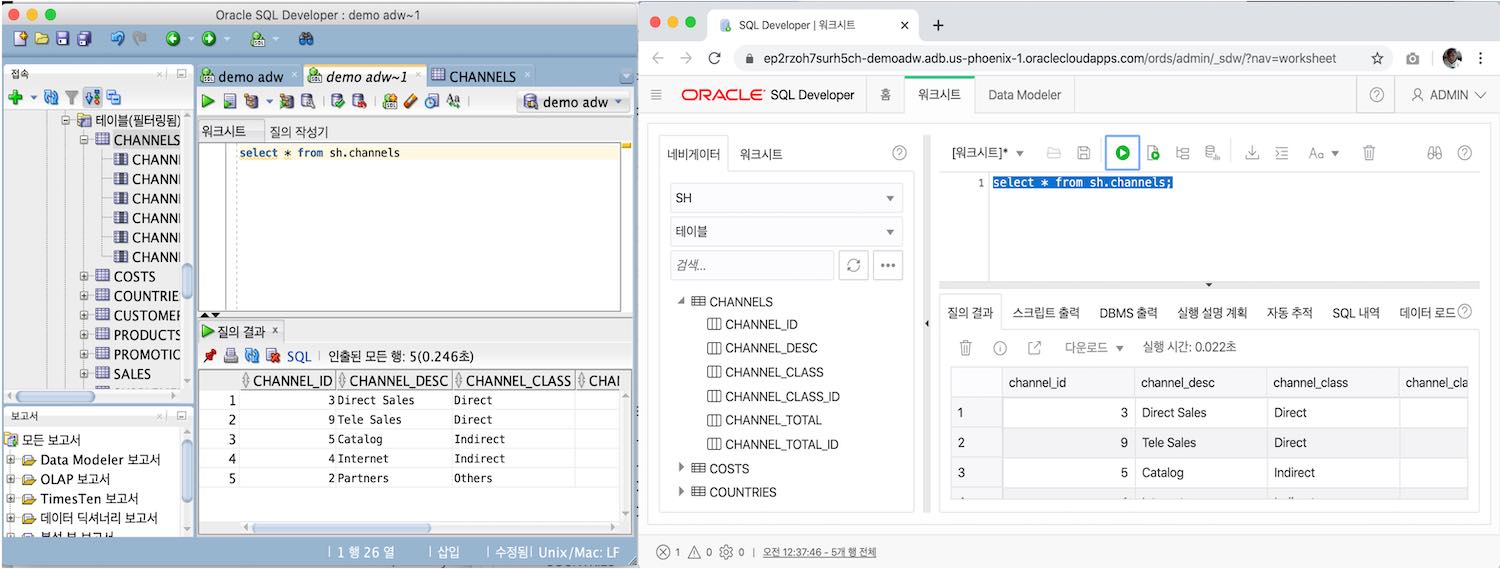 Oracle SQL Developer : demo adw~1
접속
테이블(필터링됨)
CHANNELS
CHANNI
CHANNI
CHANNI
CHANNI
CHANNI
CHANNI
COSTS
COUNTRIE
CUSTOMER
PRODUCTS
PROMOTIC
SALES
보고서
모든 보고서
Data Modeler 보고서
OLAP 보고서
TimesTen 보고서
데이터 딕셔너리 보고서
demo adw
demo adw~1
CHANNELS
demo adw
워크시트
질의 작성기
select * from sh.channels
질의 결과 x
SQL
인출된 모든 행: 5(0.246초)
CHANNEL_ID CHANNEL_DESC CHANNEL_CLASS CHAI
1 3 Direct Sales Direct
2 9 Tele Sales Direct
3 5 Catalog Indirect
4 4 Internet Indirect
5 2 Partners Others
1 행 26 열 | 삽입 | 수정됨 | Unix/Mac: LF
SQL Developer | 워크시트
ep2rzoh7surh5ch-demoadw.adb.us-phoenix-1.oraclecloudapps.com/ords/admin/_sdw/?nav=worksheet
ORACLE SQL Developer
홈
워크시트
Data Modeler
ADMIN
네비게이터
워크시트
SH
테이블
검색...
CHANNELS
CHANNEL_ID
CHANNEL_DESC
CHANNEL_CLASS
CHANNEL_CLASS_ID
CHANNEL_TOTAL
CHANNEL_TOTAL_ID
COSTS
COUNTRIES
[워크시트]*
Aa
1 select * from sh.channels;
질의 결과
스크립트 출력
DBMS 출력
실행 설명 계획
자동 추적
SQL 내역
데이터 로드
다운로드
실행 시간: 0.022초
channel_id channel_desc channel_class channel_cla
1 3 Direct Sales Direct
2 9 Tele Sales Direct
3 5 Catalog Indirect
1 0 0 | 오전 12:37:46 - 5개 행 전체